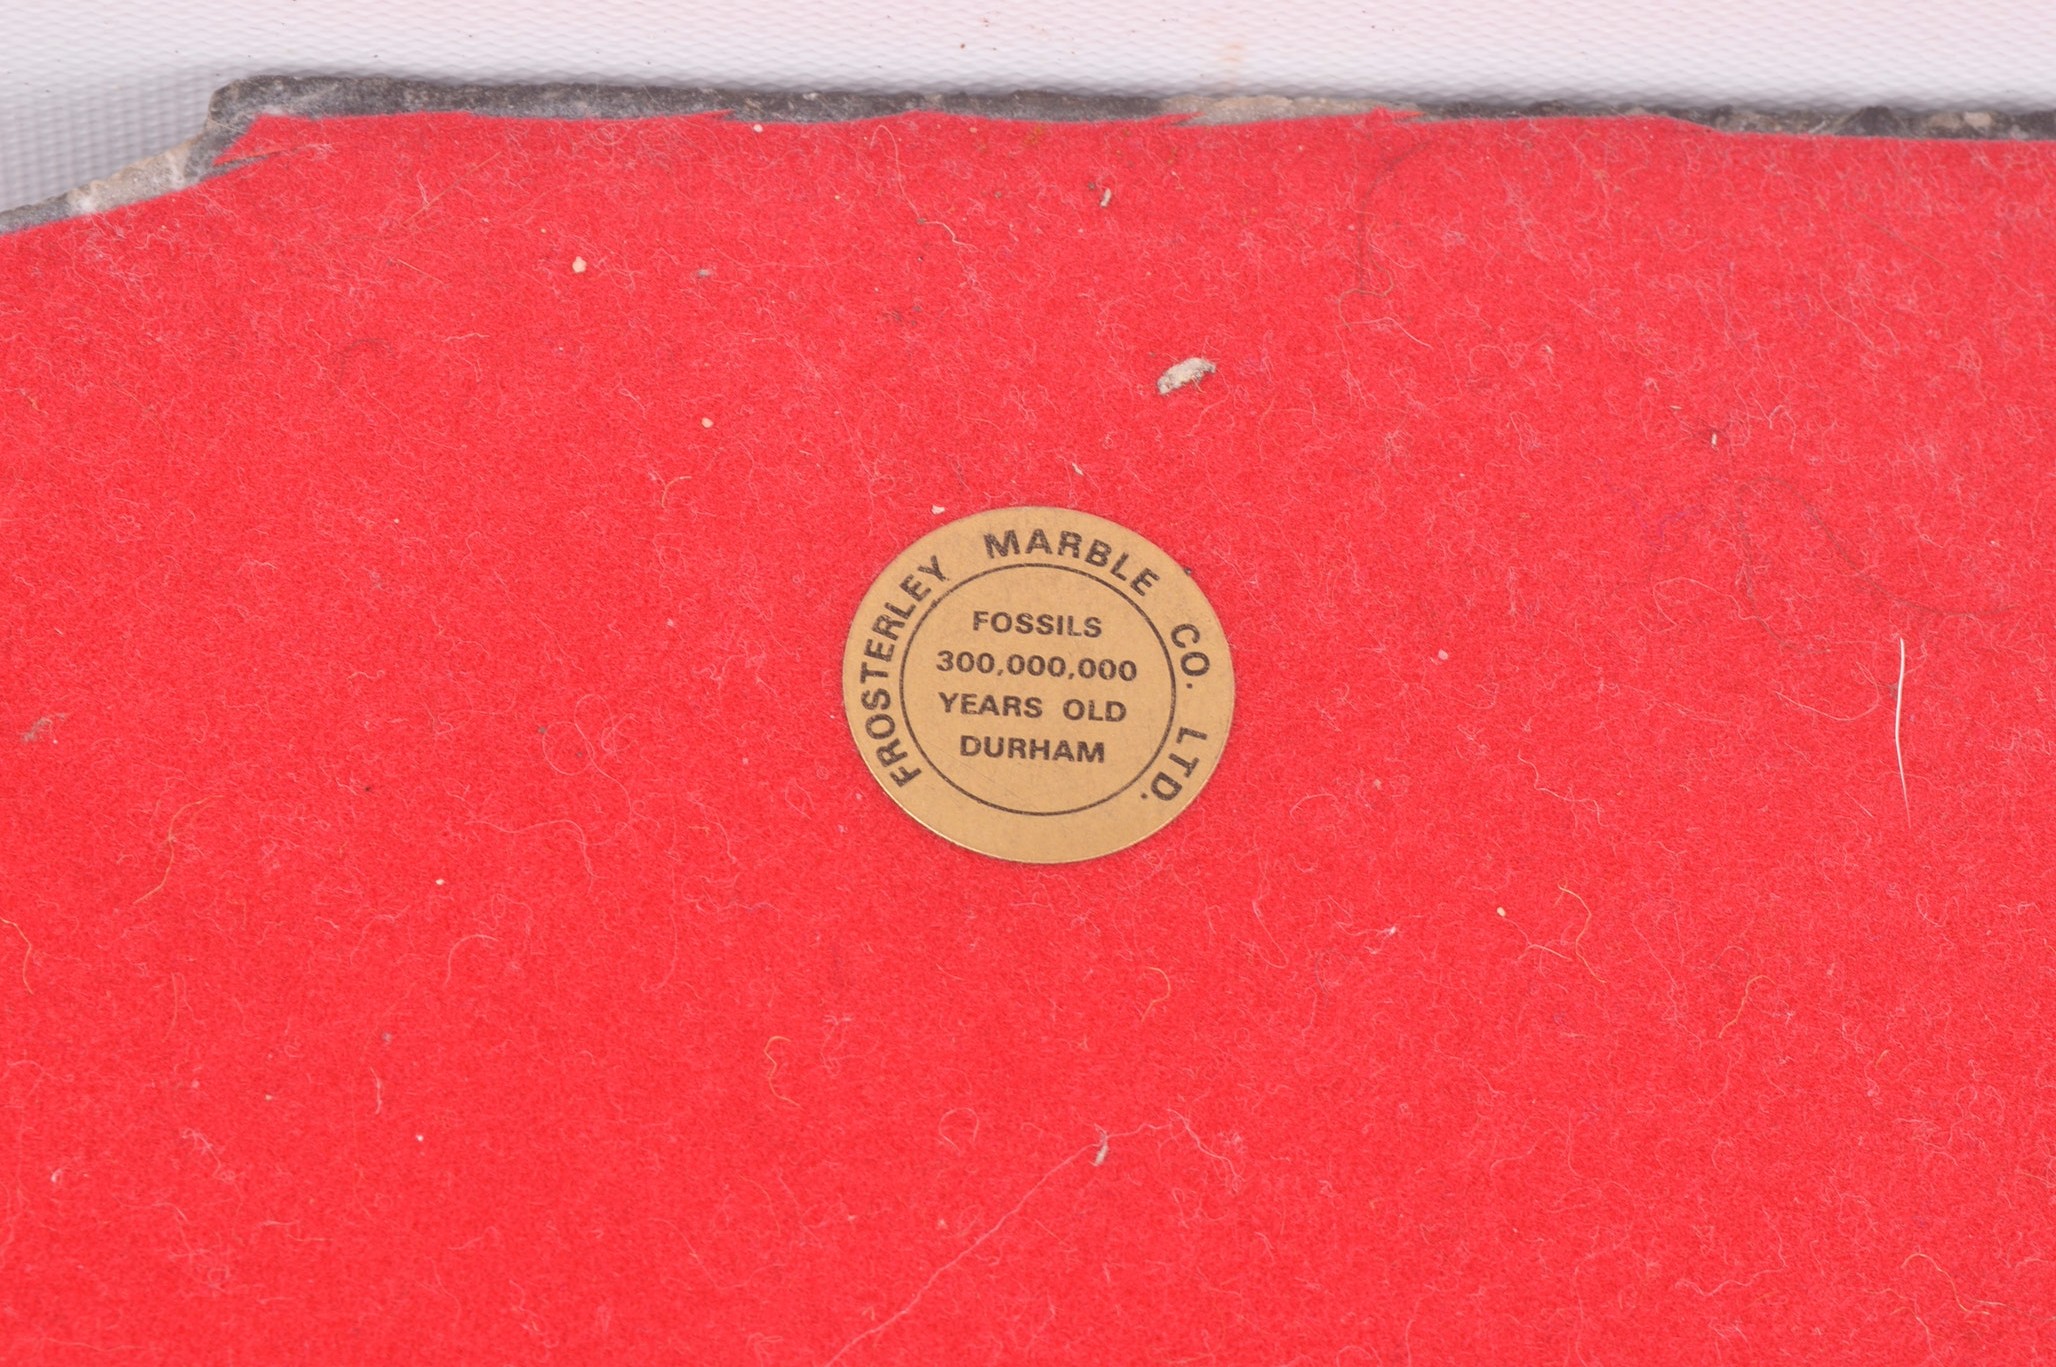 FROSTERLEY MARBLE CO. LTD.
FOSSILS
300,000,000
YEARS OLD
DURHAM